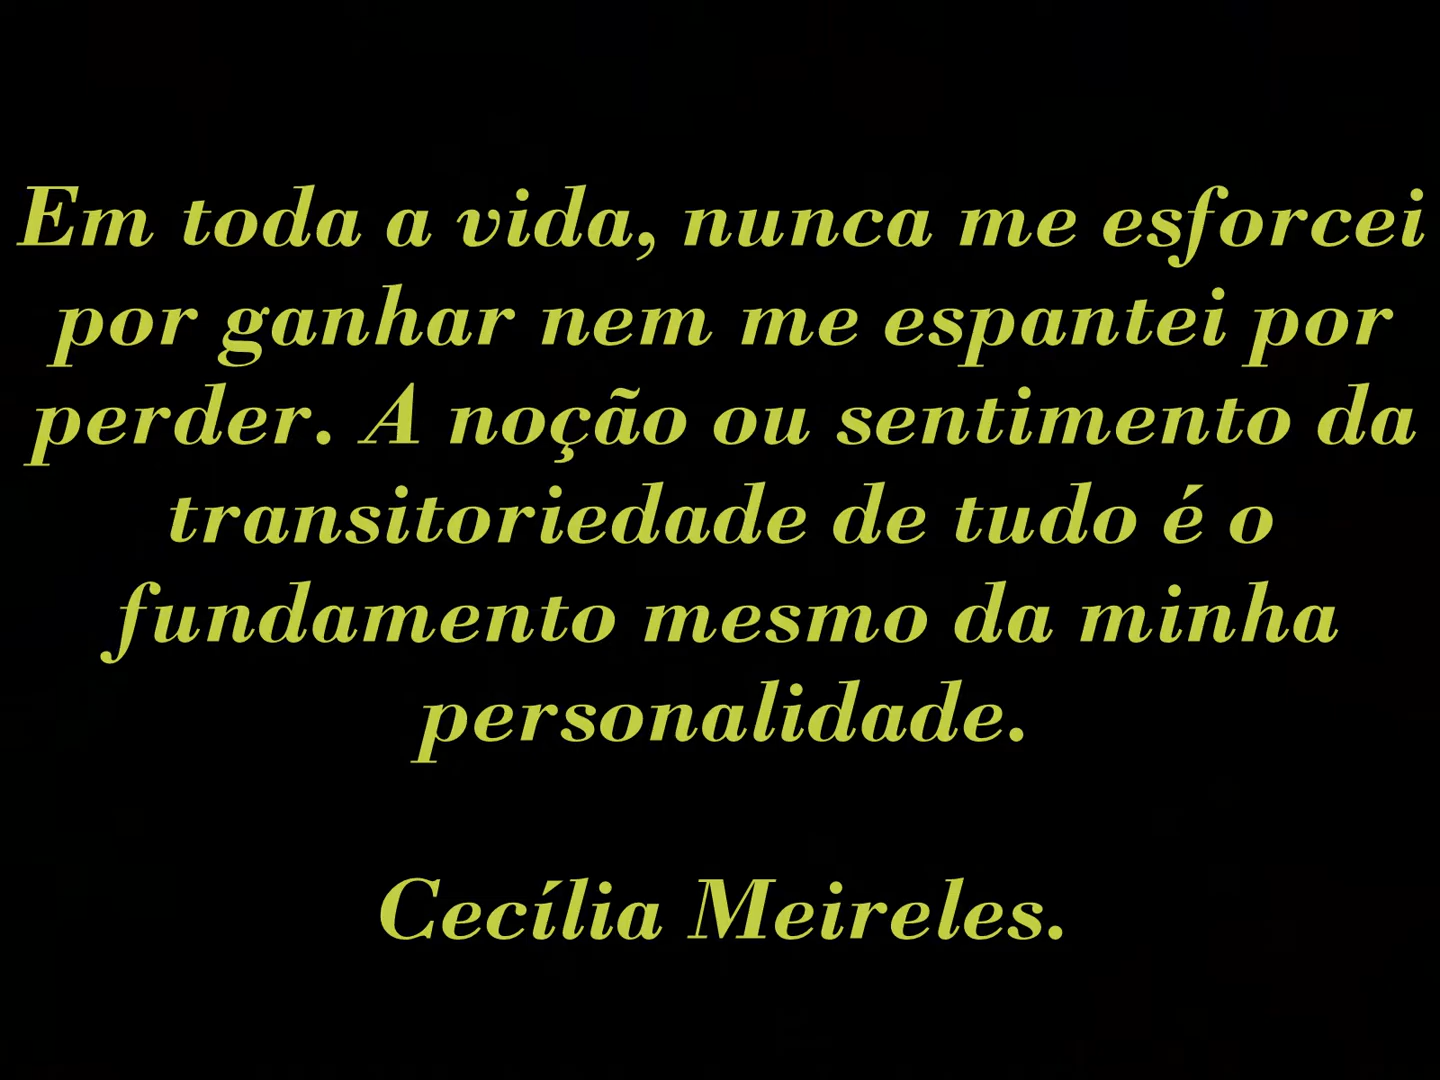 Em toda a vida, nunca me esforcei
por ganhar nem me espantei por
perder. A noção ou sentimento da
transitoriedade de tudo é o
fundamento mesmo da minha
personalidade.
Cecília Meireles.